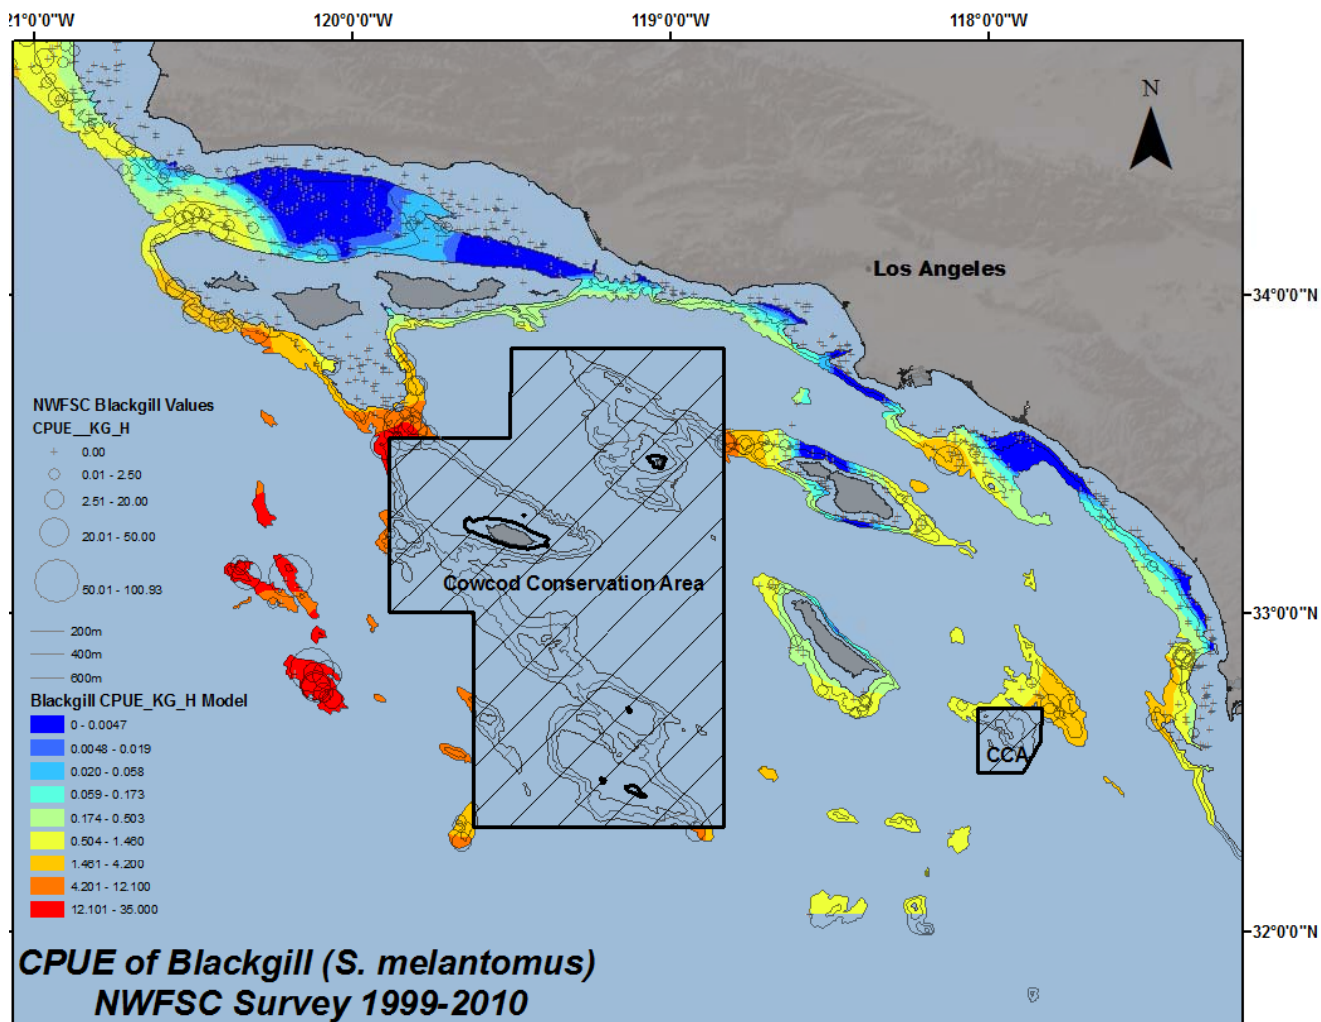 21°0'0"W
120°0'0"W
119°0'0"W
118°0'0"W
N
Los Angeles
34°0'0"N
NWFSC Blackgill Values
CPUE__KG_H
0.00
0.01 - 2.50
2.51 - 20.00
20.01 - 50.00
50.01 - 100.93
Cowcod Conservation Area
33°0'0"N
200m
400m
600m
Blackgill CPUE_KG_H Model
0 - 0.0047
0.0048 - 0.019
0.020 - 0.058
0.059 - 0.173
0.174 - 0.503
0.504 - 1.460
1.461 - 4.200
4.201 - 12.100
12.101 - 35.000
CCA
32°0'0"N
CPUE of Blackgill (S. melantomus)
NWFSC Survey 1999-2010